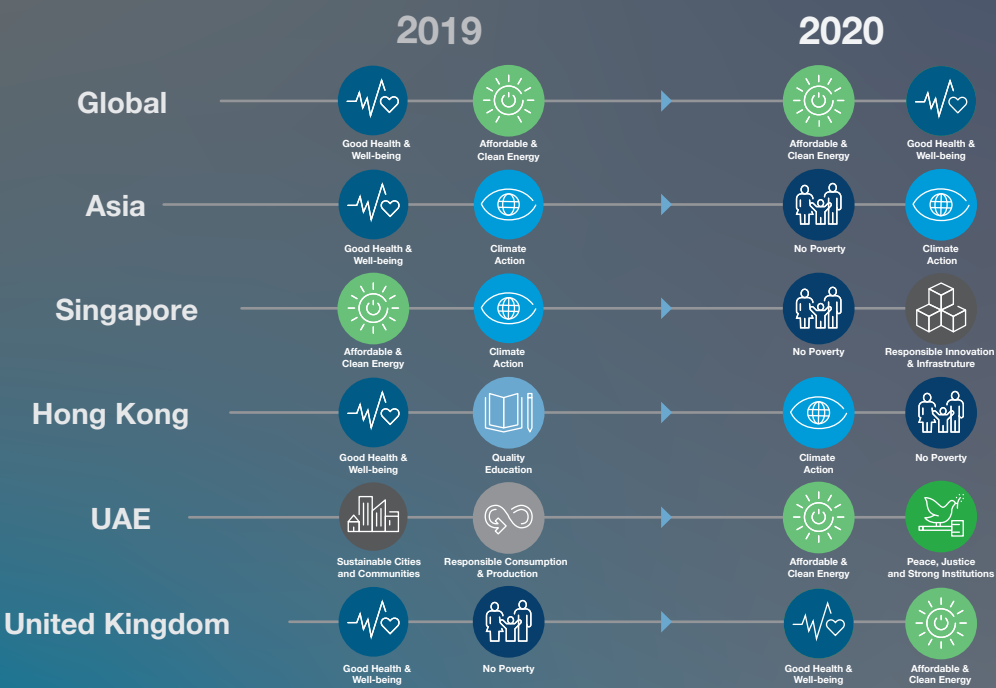 2019 2020
Global
Good Health &
Well-being
Affordable &
Clean Energy
Affordable &
Clean Energy
Good Health &
Well-being
Asia
Good Health &
Well-being
Climate
Action
No Poverty
Climate
Action
Singapore
Affordable &
Clean Energy
Climate
Action
No Poverty
Responsible Innovation
& Infrastruture
Hong Kong
Good Health &
Well-being
Quality
Education
Climate
Action
No Poverty
UAE
Sustainable Cities
and Communities
Responsible Consumption
& Production
Affordable &
Clean Energy
Peace, Justice
and Strong Institutions
United Kingdom
Good Health &
Well-being
No Poverty
Good Health &
Well-being
Affordable &
Clean Energy